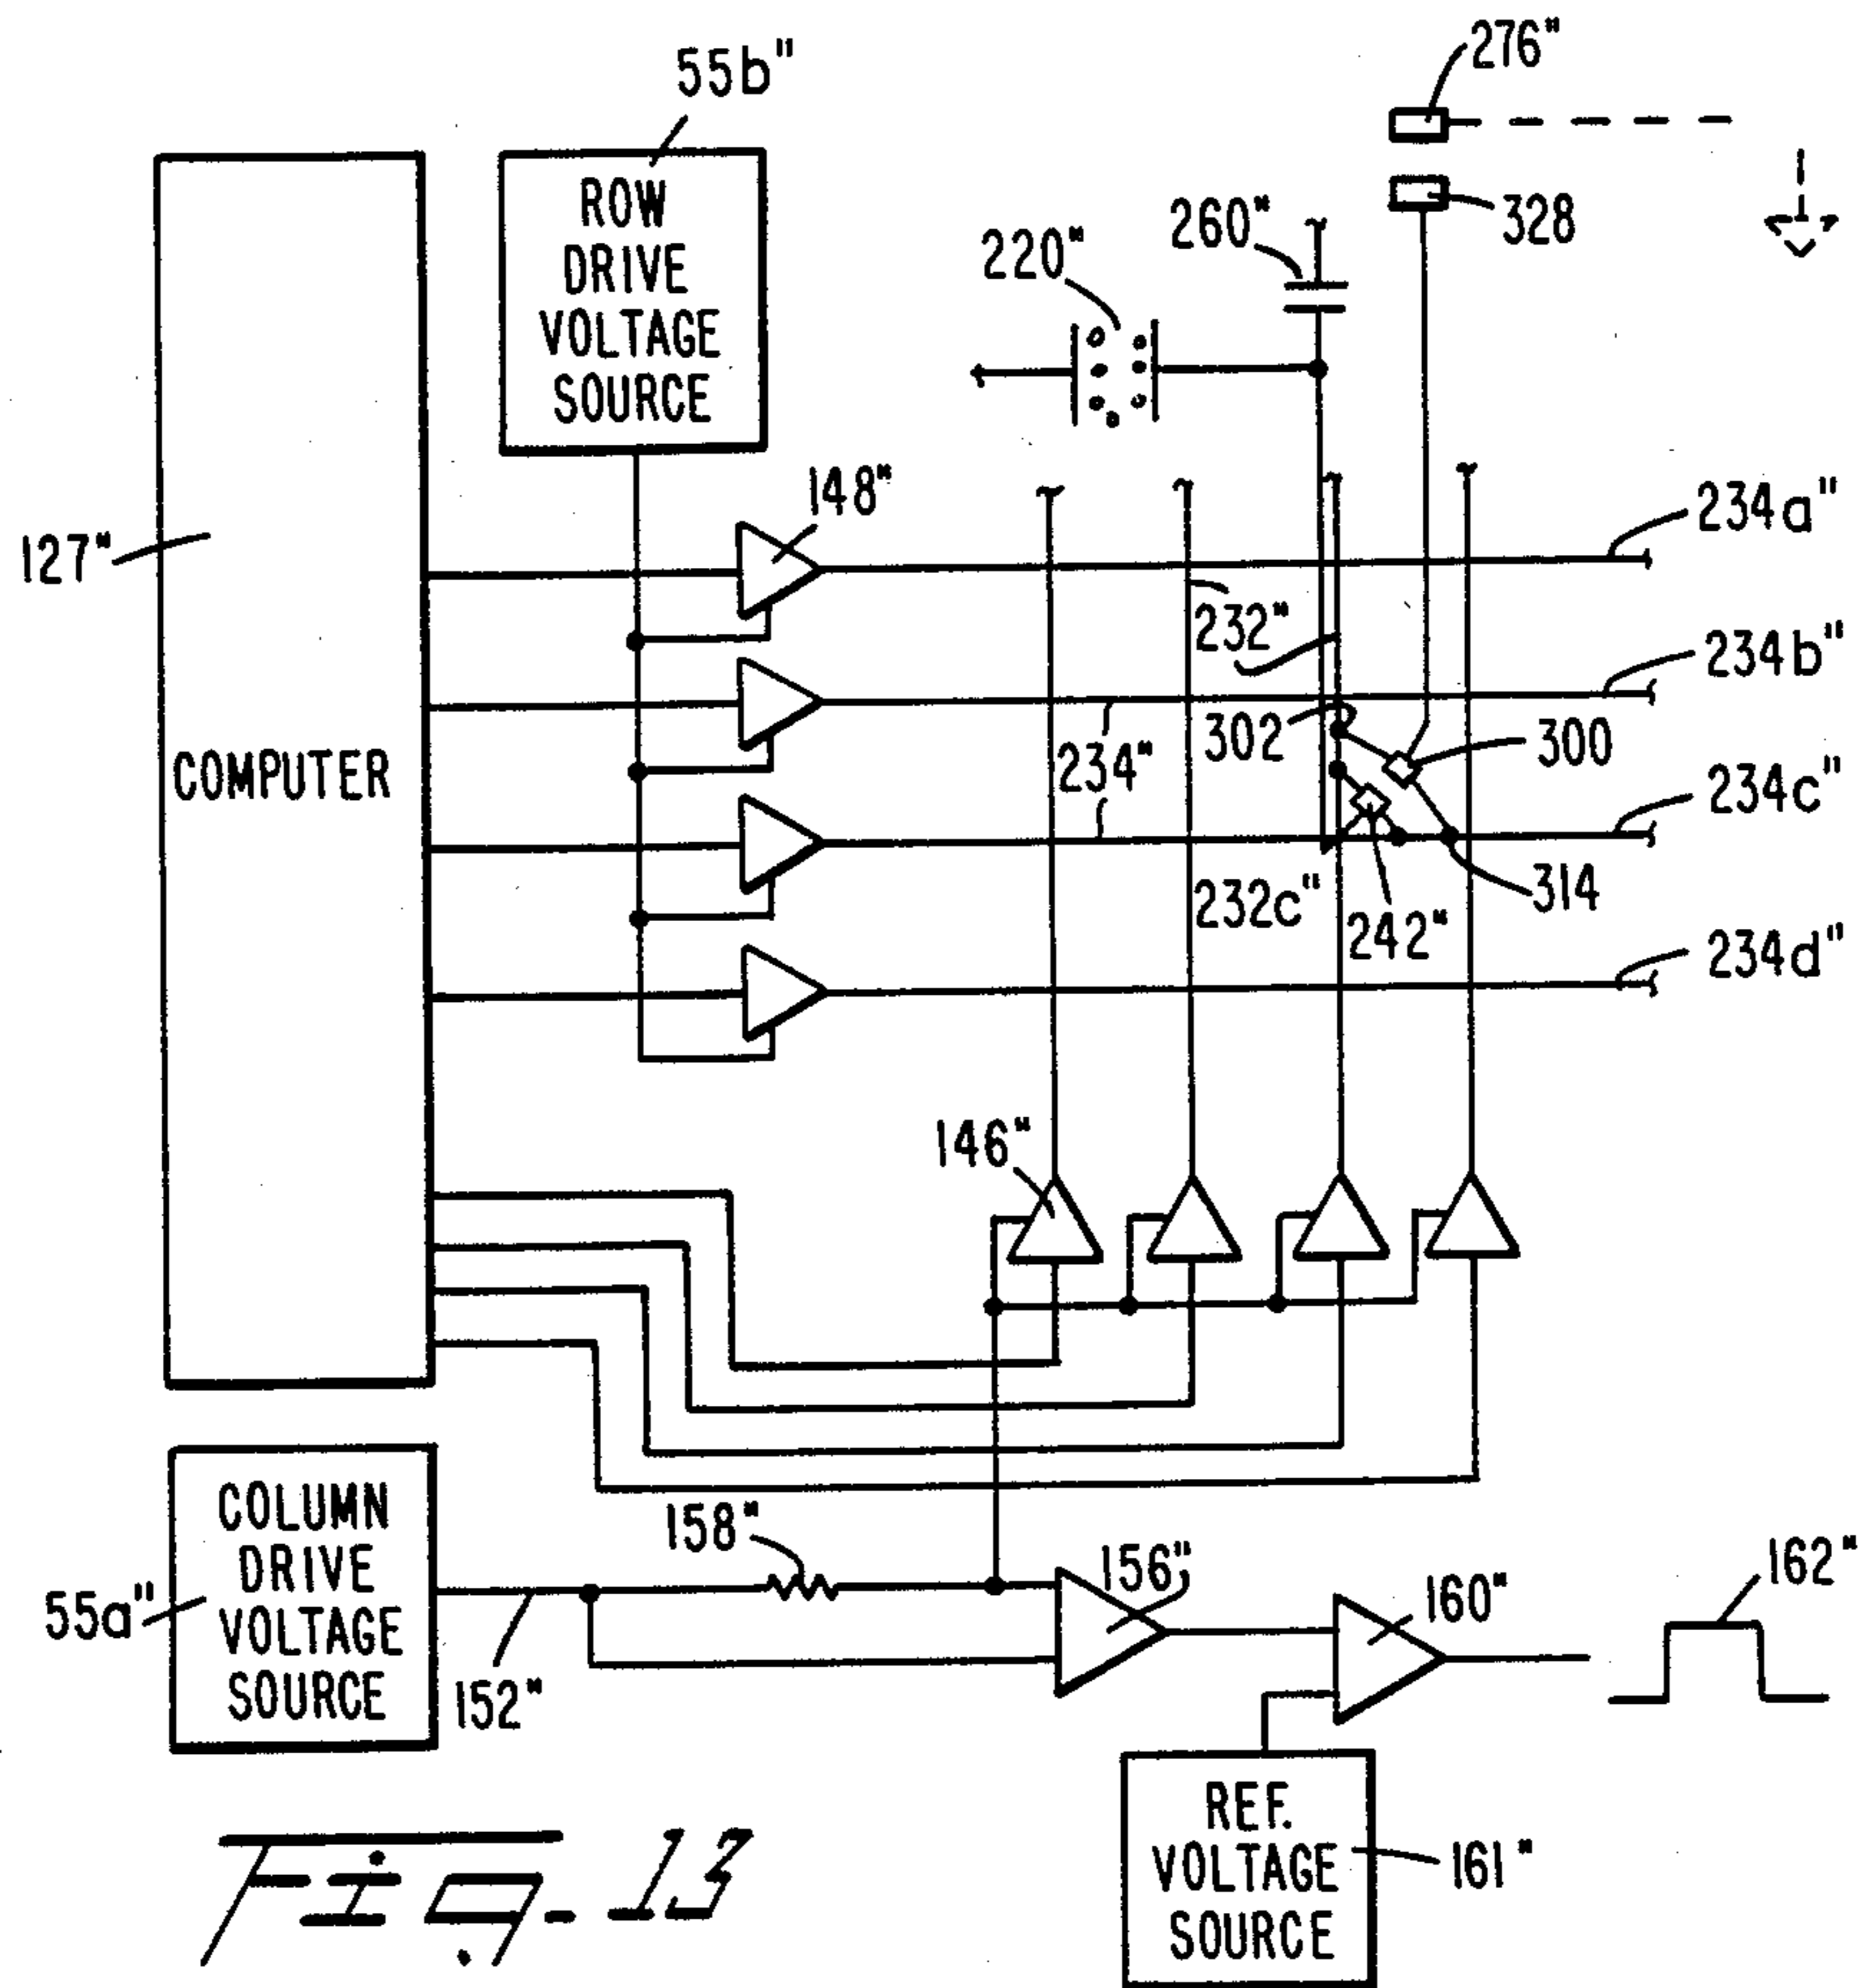 276"
55b"
ROW
DRIVE
VOLTAGE
SOURCE
260"
328
220"
148"
234a"
127"
232"
234b"
302
300
234"
COMPUTER
234c"
232c"
242"
314
234d"
146"
COLUMN
DRIVE
VOLTAGE
SOURCE
158"
156"
162"
160"
55a"
152"
REF.
VOLTAGE
SOURCE
161"
Fig. 13